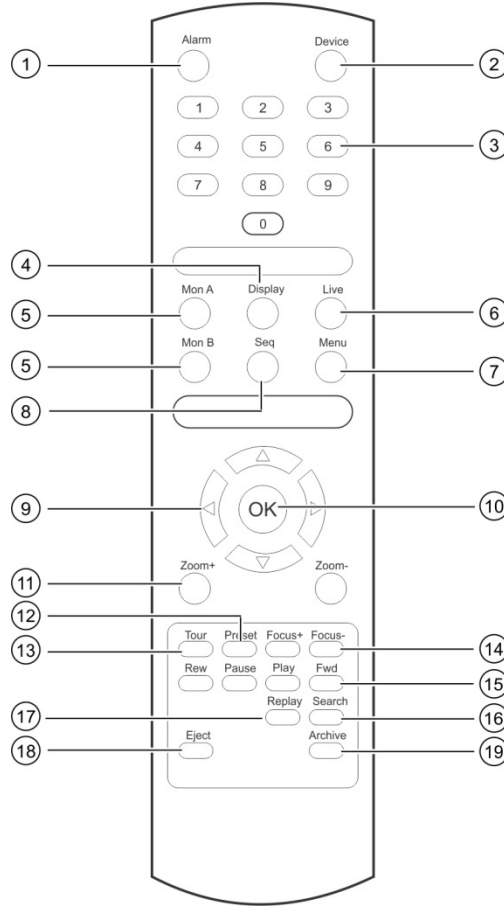 Alarm Device
1 2
1 2 3
4 5 6 3
7 8 9
0
4
Mon A Display Live
5 6
Mon B Seq Menu
5 7
8
9 OK 10
Zoom+ Zoom-
11
12
Tour Preset Focus+ Focus-
13 14
Rew Pause Play Fwd
15
Replay Search
17 16
Eject Archive
18 19